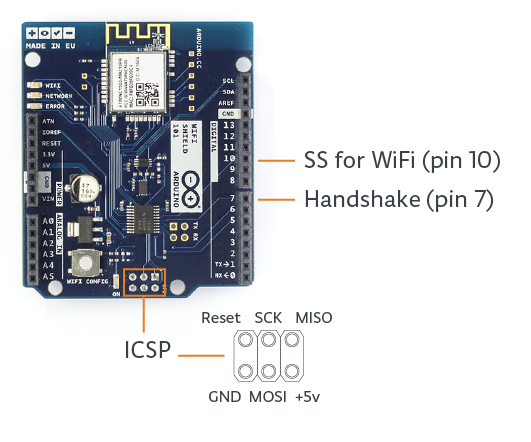 MADE IN EU
ARDUINO.CC
WIFI
NETWORK
ERROR
SCL
SDA
AREF
GND
ATN
IOREF
RESET
3.3V
5V
GND
VIN
POWER
ANALOG IN
A0
A1
A2
A3
A4
A5
WIFI
SHIELD
101
ARDUINO
DIGITAL
13
12
11
10
9
8
7
6
5
4
3
2
TX→1
RX←0
TX
RX
WIFI CONFIG
ON
SS for WiFi (pin 10)
Handshake (pin 7)
ICSP
Reset SCK MISO
GND MOSI +5v